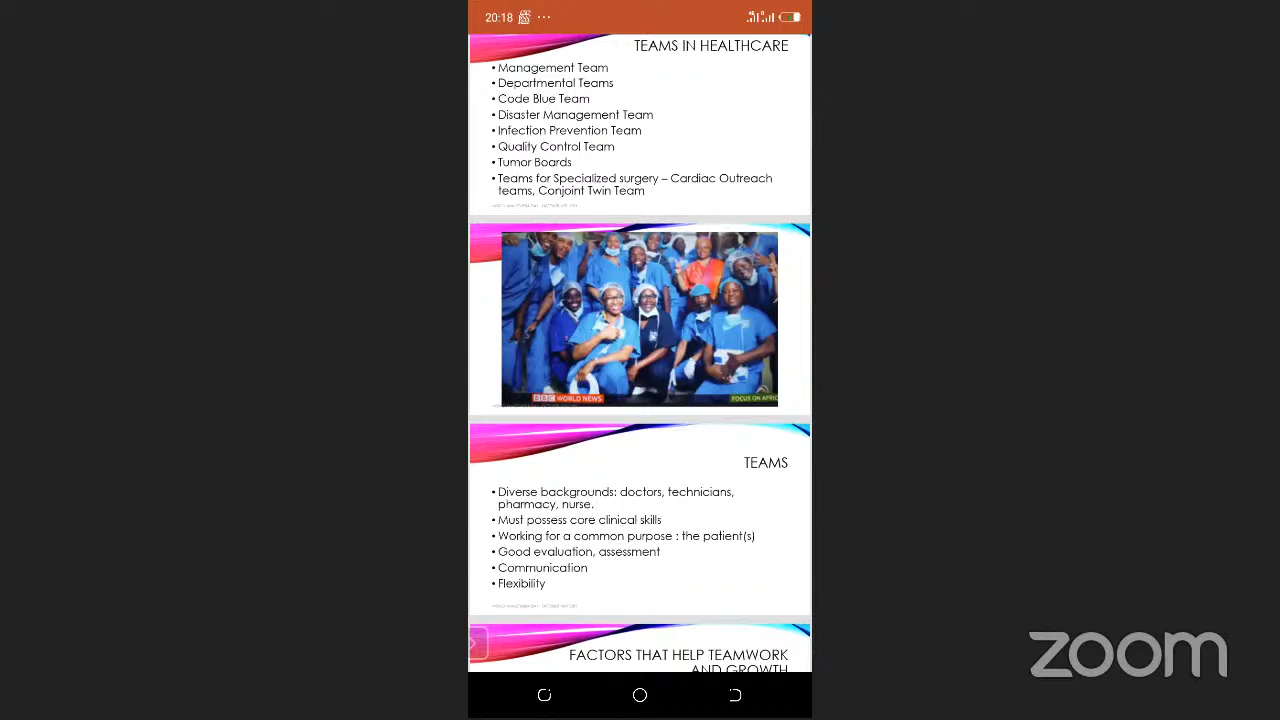 20:18
TEAMS IN HEALTHCARE
• Management Team
• Departmental Teams
• Code Blue Team
• Disaster Management Team
• Infection Prevention Team
• Quality Control Team
• Tumor Boards
• Teams for Specialized surgery – Cardiac Outreach
teams, Conjoint Twin Team
BBC WORLD NEWS
FOCUS ON AFRIC
TEAMS
• Diverse backgrounds: doctors, technicians,
pharmacy, nurse.
• Must possess core clinical skills
• Working for a common purpose : the patient(s)
• Good evaluation, assessment
• Communication
• Flexibility
FACTORS THAT HELP TEAMWORK
AND GROWTH
zoom